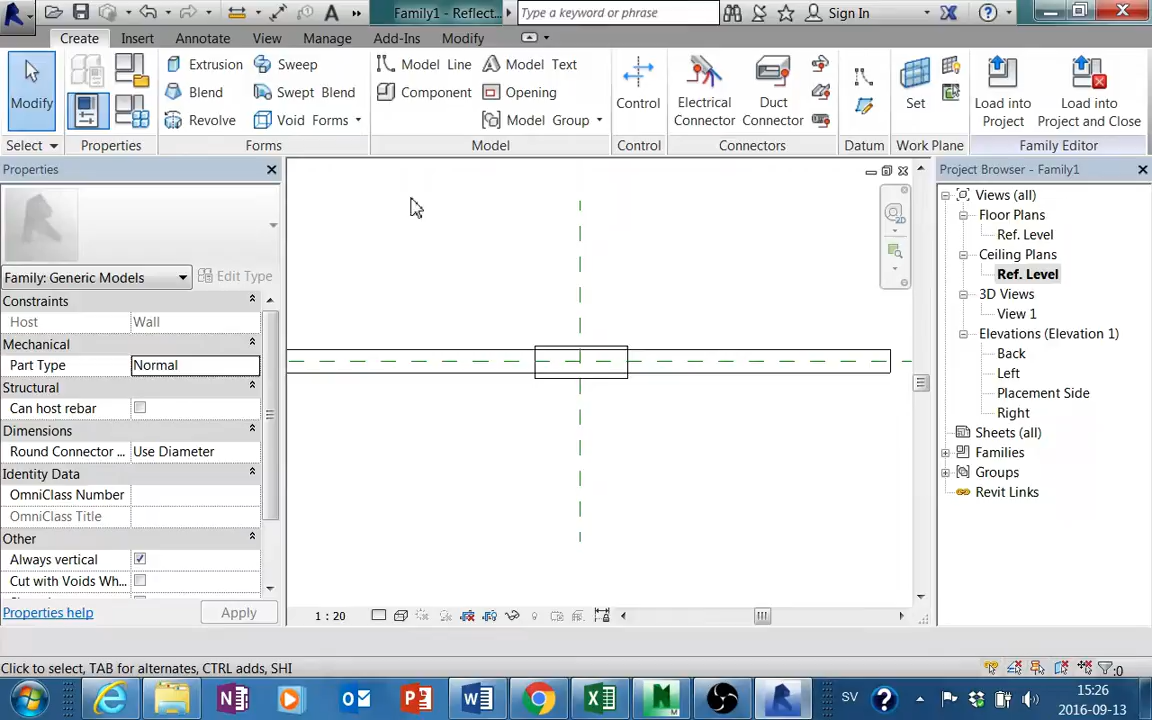 Family1 - Reflect... Type a keyword or phrase Sign In
Create Insert Annotate View Manage Add-Ins Modify
Modify Extrusion Sweep Model Line Model Text Control Electrical Connector Duct Connector Set Load into Project Load into Project and Close
Blend Swept Blend Component Opening
Revolve Void Forms Model Group
Select Properties Forms Model Control Connectors Datum Work Plane Family Editor
Properties
Family: Generic Models Edit Type
Constraints
Host Wall
Mechanical
Part Type Normal
Structural
Can host rebar
Dimensions
Round Connector ... Use Diameter
Identity Data
OmniClass Number
OmniClass Title
Other
Always vertical
Cut with Voids Wh...
Properties help Apply
2D
1 : 20
Project Browser - Family1
Views (all)
Floor Plans
Ref. Level
Ceiling Plans
Ref. Level
3D Views
View 1
Elevations (Elevation 1)
Back
Left
Placement Side
Right
Sheets (all)
Families
Groups
Revit Links
Click to select, TAB for alternates, CTRL adds, SHI :0
SV 15:26
2016-09-13